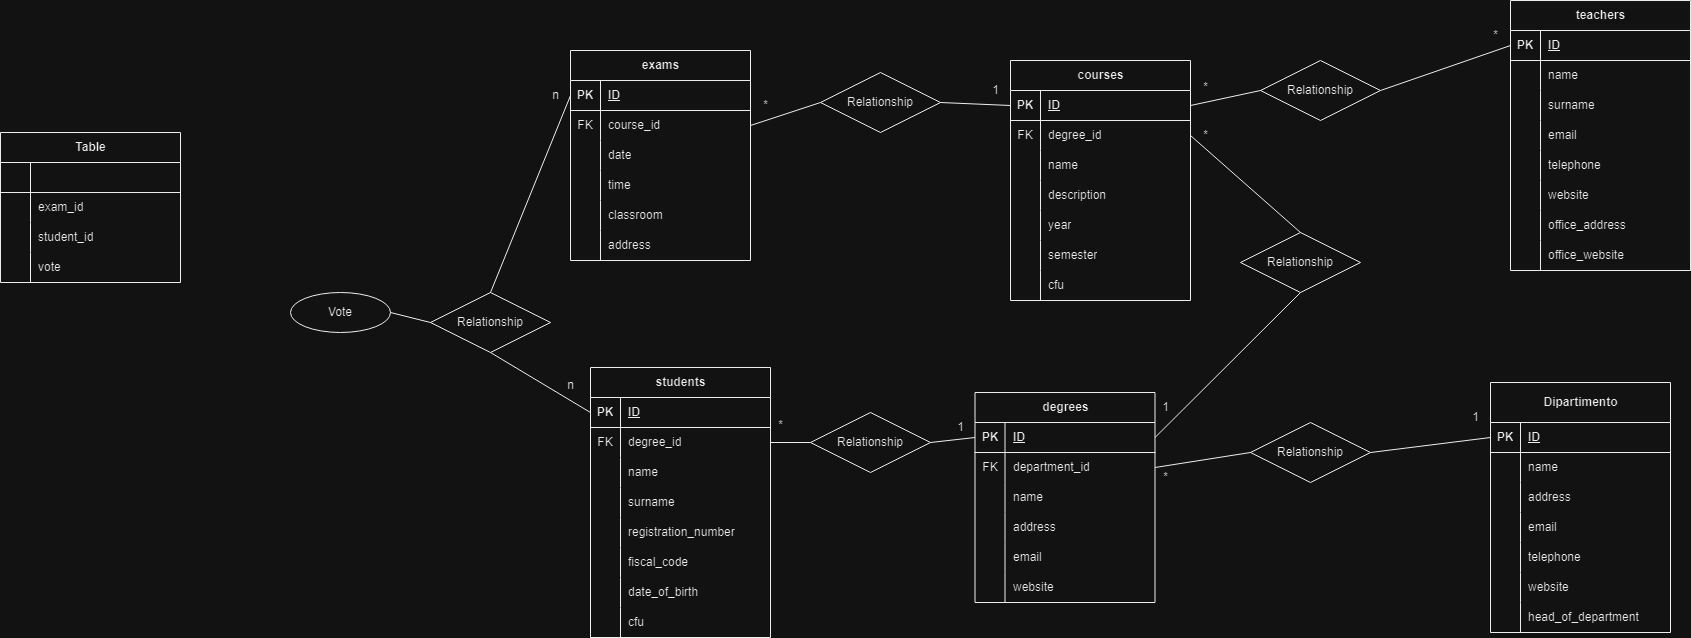 teachers
PK ID
name
surname
email
telephone
website
office_address
office_website
*
exams
PK ID
FK course_id
date
time
classroom
address
n
*
Relationship
1
courses
PK ID
FK degree_id
name
description
year
semester
cfu
*
Relationship
*
Table
exam_id
student_id
vote
Vote
Relationship
n
Relationship
students
PK ID
FK degree_id
name
surname
registration_number
fiscal_code
date_of_birth
cfu
*
Relationship
1
degrees
PK ID
FK department_id
name
address
email
website
1
*
Relationship
1
Dipartimento
PK ID
name
address
email
telephone
website
head_of_department